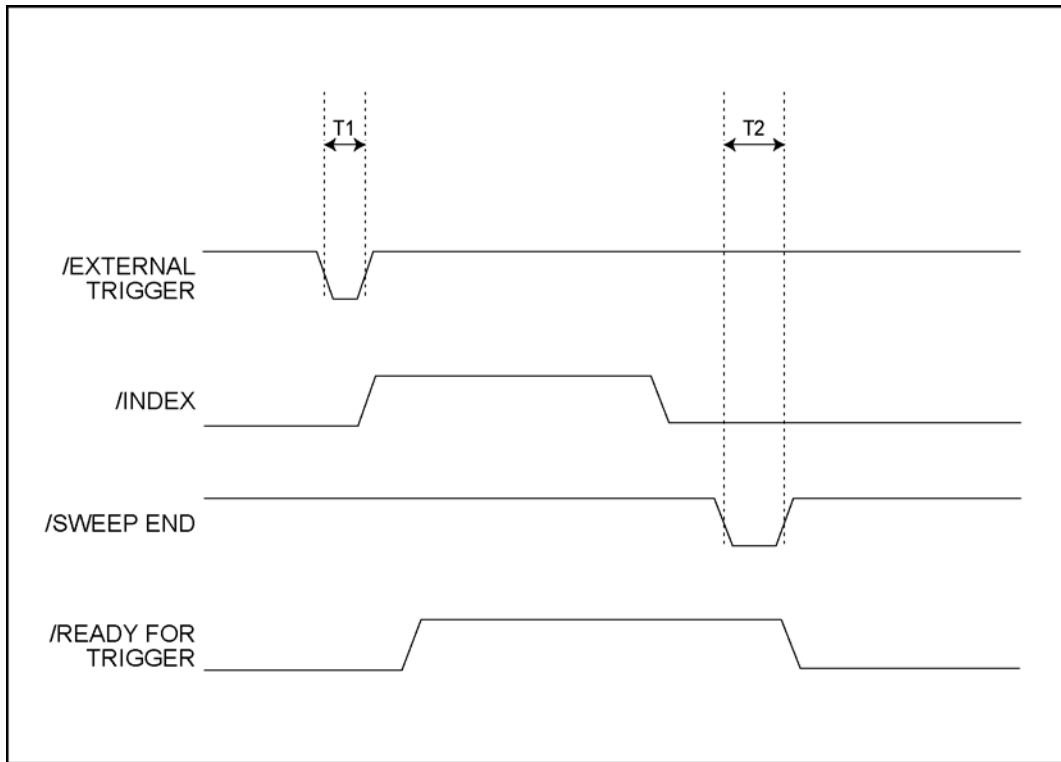 T1
T2
/EXTERNAL
TRIGGER
/INDEX
/SWEEP END
/READY FOR
TRIGGER